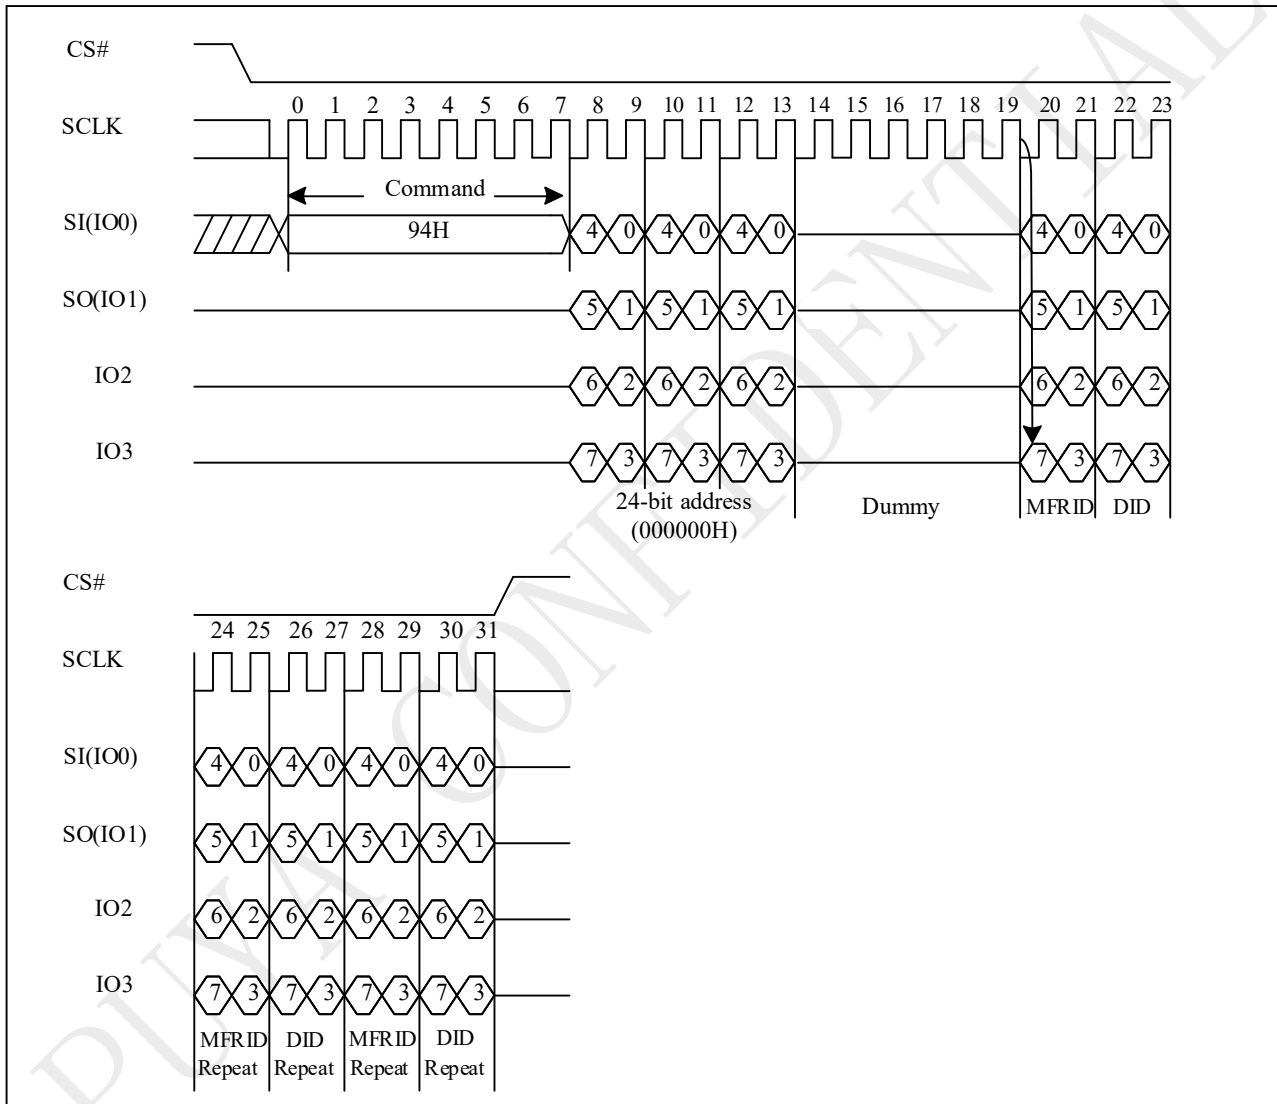 CS#
0 1 2 3 4 5 6 7 8 9 10 11 12 13 14 15 16 17 18 19 20 21 22 23
SCLK
Command
SI(IO0) 94H 4 0 4 0 4 0 4 0 4 0
SO(IO1) 5 1 5 1 5 1 5 1 5 1
IO2 6 2 6 2 6 2 6 2 6 2
IO3 7 3 7 3 7 3 7 3 7 3
24-bit address Dummy MFRID DID
(000000H)
CS#
24 25 26 27 28 29 30 31
SCLK
SI(IO0) 4 0 4 0 4 0 4 0
SO(IO1) 5 1 5 1 5 1 5 1
IO2 6 2 6 2 6 2 6 2
IO3 7 3 7 3 7 3 7 3
MFRID DID MFRID DID
Repeat Repeat Repeat Repeat
PUYA CONFIDENTIAL